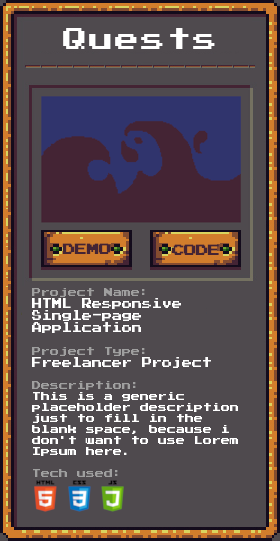 Quests
DEMO
CODE
Project Name:
HTML Responsive
Single-page
Application
Project Type:
Freelancer Project
Description:
This is a generic
placeholder description
just to fill in the
blank space, because i
don't want to use Lorem
Ipsum here.
Tech used:
HTML CSS JS